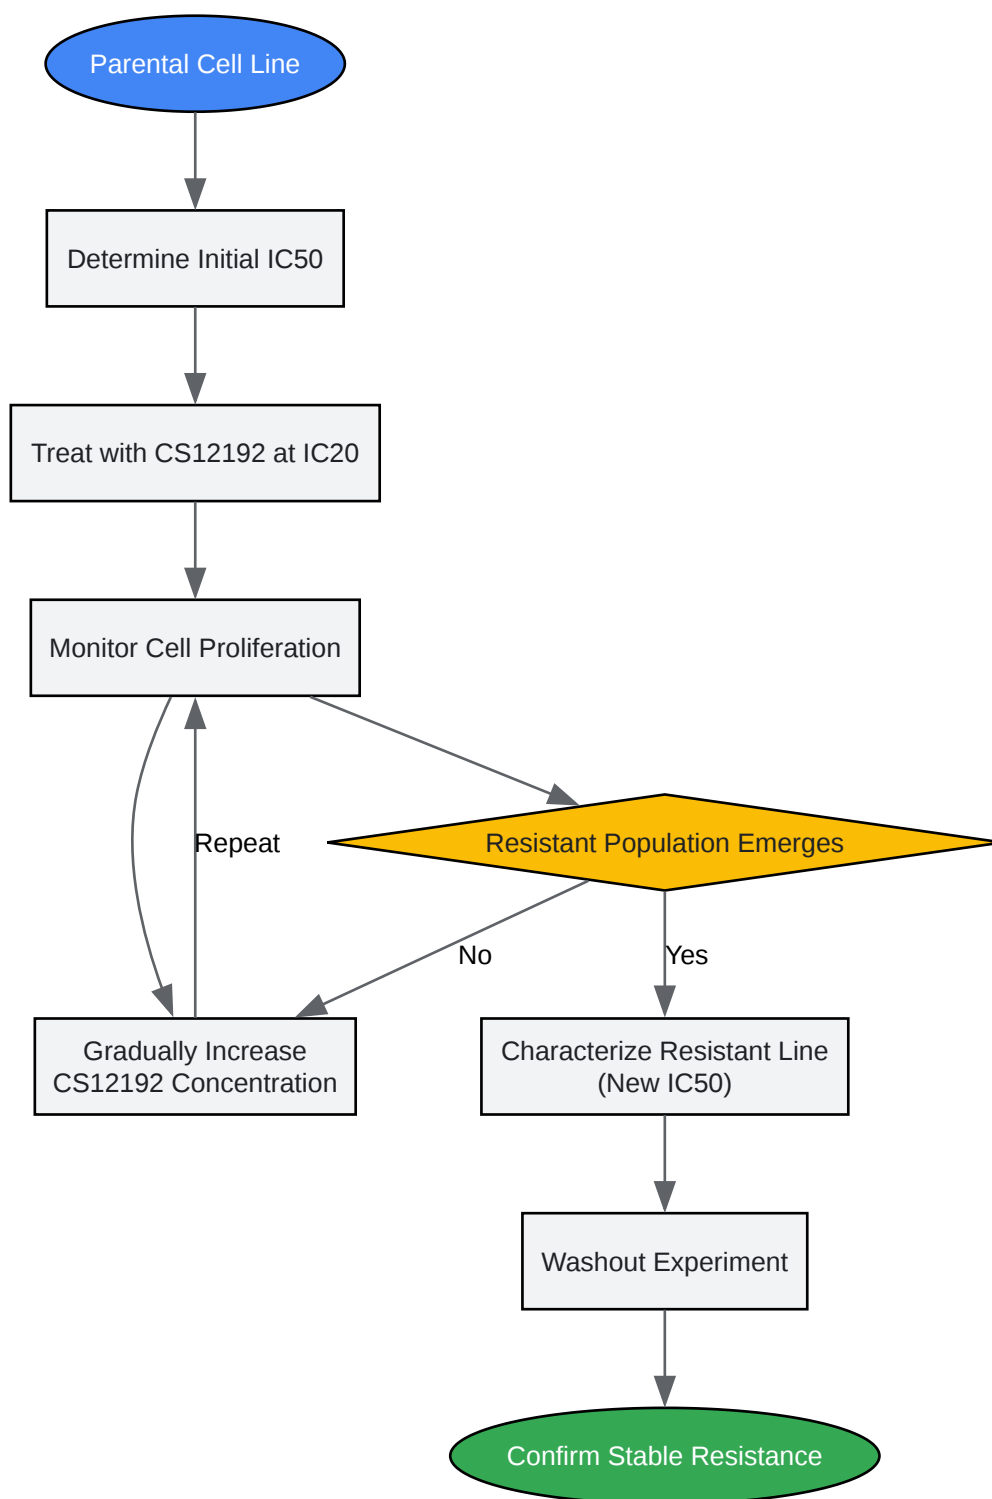 Parental Cell Line
Determine Initial IC50
Treat with CS12192 at IC20
Monitor Cell Proliferation
Repeat
Resistant Population Emerges
No
Yes
Gradually Increase
CS12192 Concentration
Characterize Resistant Line
(New IC50)
Washout Experiment
Confirm Stable Resistance